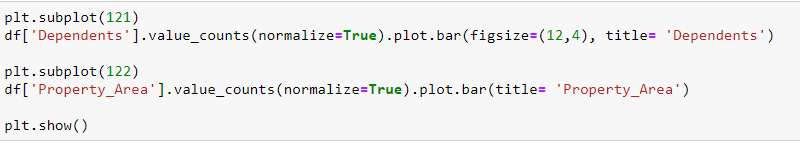 plt.subplot(121)
df['Dependents'].value_counts(normalize=True).plot.bar(figsize=(12,4), title= 'Dependents')
plt.subplot(122)
df['Property_Area'].value_counts(normalize=True).plot.bar(title= 'Property_Area')
plt.show()